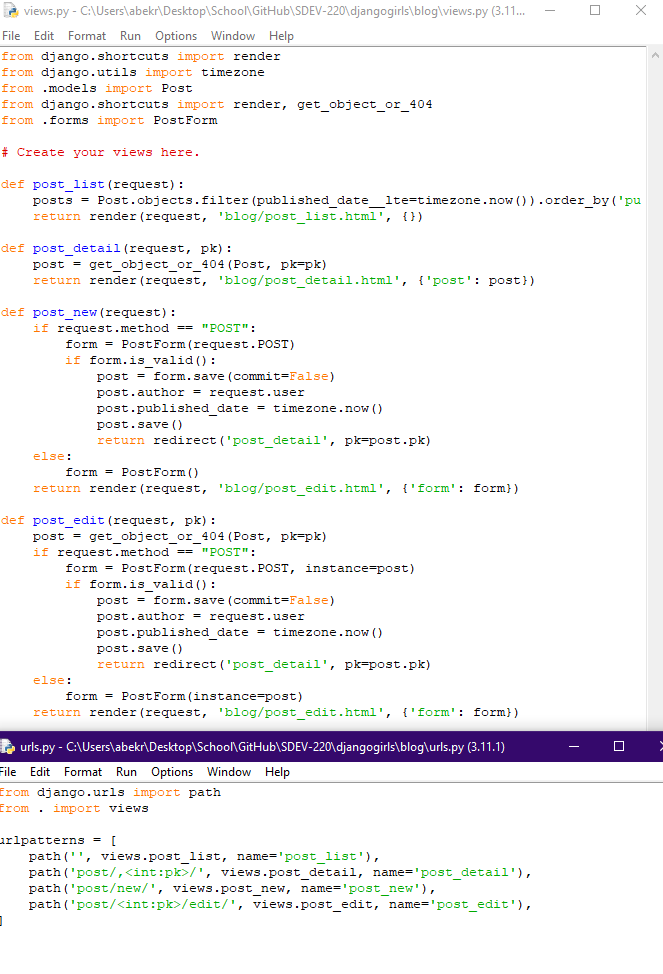 views.py - C:\Users\abekr\Desktop\School\GitHub\SDEV-220\djangogirls\blog\views.py (3.11...
File Edit Format Run Options Window Help
from django.shortcuts import render
from django.utils import timezone
from .models import Post
from django.shortcuts import render, get_object_or_404
from .forms import PostForm
# Create your views here.
def post_list(request):
    posts = Post.objects.filter(published_date__lte=timezone.now()).order_by('pu
    return render(request, 'blog/post_list.html', {})
def post_detail(request, pk):
    post = get_object_or_404(Post, pk=pk)
    return render(request, 'blog/post_detail.html', {'post': post})
def post_new(request):
    if request.method == "POST":
        form = PostForm(request.POST)
        if form.is_valid():
            post = form.save(commit=False)
            post.author = request.user
            post.published_date = timezone.now()
            post.save()
            return redirect('post_detail', pk=post.pk)
    else:
        form = PostForm()
    return render(request, 'blog/post_edit.html', {'form': form})
def post_edit(request, pk):
    post = get_object_or_404(Post, pk=pk)
    if request.method == "POST":
        form = PostForm(request.POST, instance=post)
        if form.is_valid():
            post = form.save(commit=False)
            post.author = request.user
            post.published_date = timezone.now()
            post.save()
            return redirect('post_detail', pk=post.pk)
    else:
        form = PostForm(instance=post)
    return render(request, 'blog/post_edit.html', {'form': form})
urls.py - C:\Users\abekr\Desktop\School\GitHub\SDEV-220\djangogirls\blog\urls.py (3.11.1)
File Edit Format Run Options Window Help
from django.urls import path
from . import views
urlpatterns = [
    path('', views.post_list, name='post_list'),
    path('post/,<int:pk>/', views.post_detail, name='post_detail'),
    path('post/new/', views.post_new, name='post_new'),
    path('post/<int:pk>/edit/', views.post_edit, name='post_edit'),
]